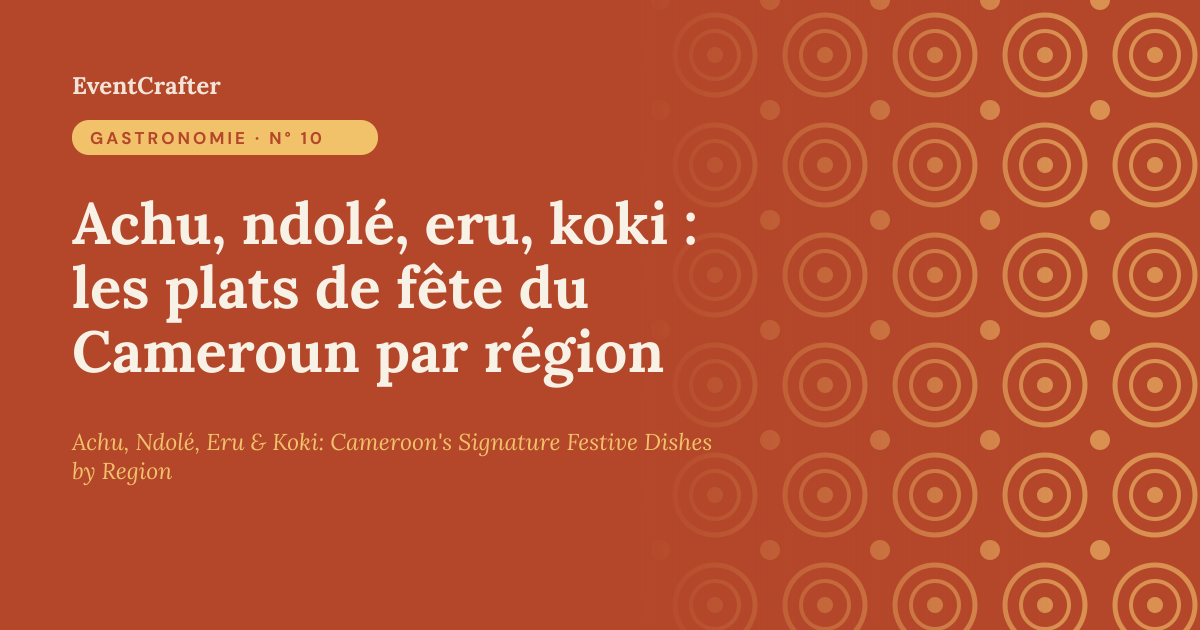 EventCrafter
GASTRONOMIE · N° 10
Achu, ndolé, eru, koki :
les plats de fête du
Cameroun par région
Achu, Ndolé, Eru & Koki: Cameroon's Signature Festive Dishes
by Region